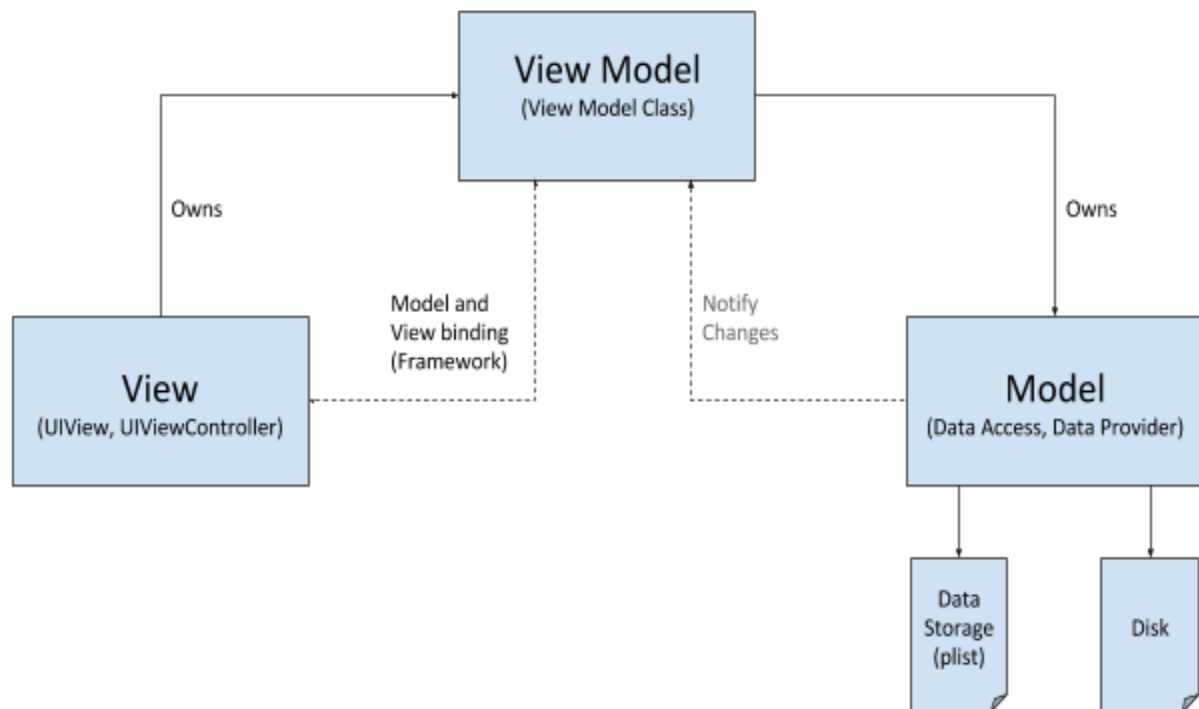 View Model
(View Model Class)
Owns
Owns
Model and
View binding
(Framework)
Notify
Changes
View
(UIView, UIViewController)
Model
(Data Access, Data Provider)
Data
Storage
(plist)
Disk